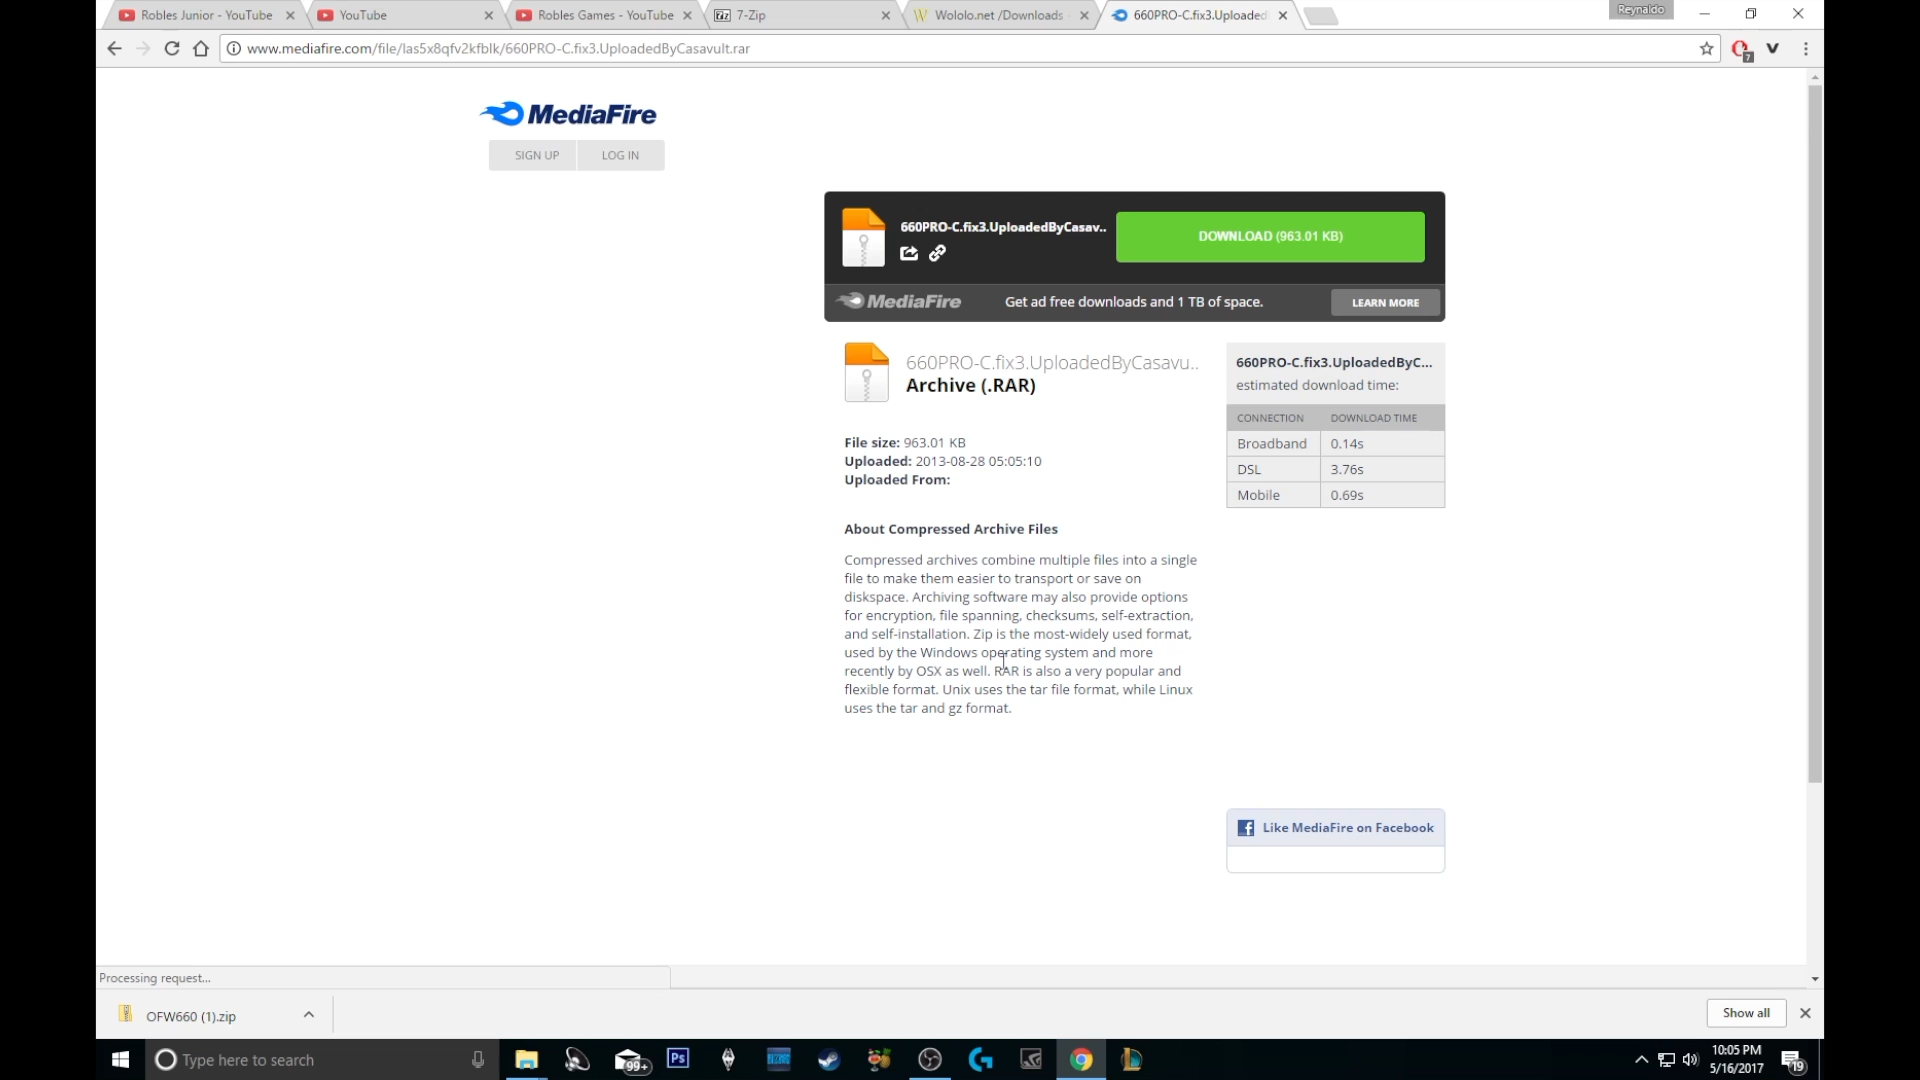 Robles Junior - YouTube
YouTube
Robles Games - YouTube
7z 7-Zip
W Wololo.net /Downloads
660PRO-C.fix3.Uploaded
Reynaldo
www.mediafire.com/file/las5x8qfv2kfblk/660PRO-C.fix3.UploadedByCasavult.rar
7
MediaFire
SIGN UP
LOG IN
660PRO-C.fix3.UploadedByCasav..
DOWNLOAD (963.01 KB)
MediaFire
Get ad free downloads and 1 TB of space.
LEARN MORE
660PRO-C.fix3.UploadedByCasavu..
Archive (.RAR)
File size: 963.01 KB
Uploaded: 2013-08-28 05:05:10
Uploaded From:
660PRO-C.fix3.UploadedByC...
estimated download time:
CONNECTION DOWNLOAD TIME
Broadband 0.14s
DSL 3.76s
Mobile 0.69s
About Compressed Archive Files
Compressed archives combine multiple files into a single
file to make them easier to transport or save on
diskspace. Archiving software may also provide options
for encryption, file spanning, checksums, self-extraction,
and self-installation. Zip is the most-widely used format,
used by the Windows operating system and more
recently by OSX as well. RAR is also a very popular and
flexible format. Unix uses the tar file format, while Linux
uses the tar and gz format.
Like MediaFire on Facebook
Processing request...
OFW660 (1).zip
Show all
Type here to search
99+
Ps
10:05 PM
5/16/2017
19